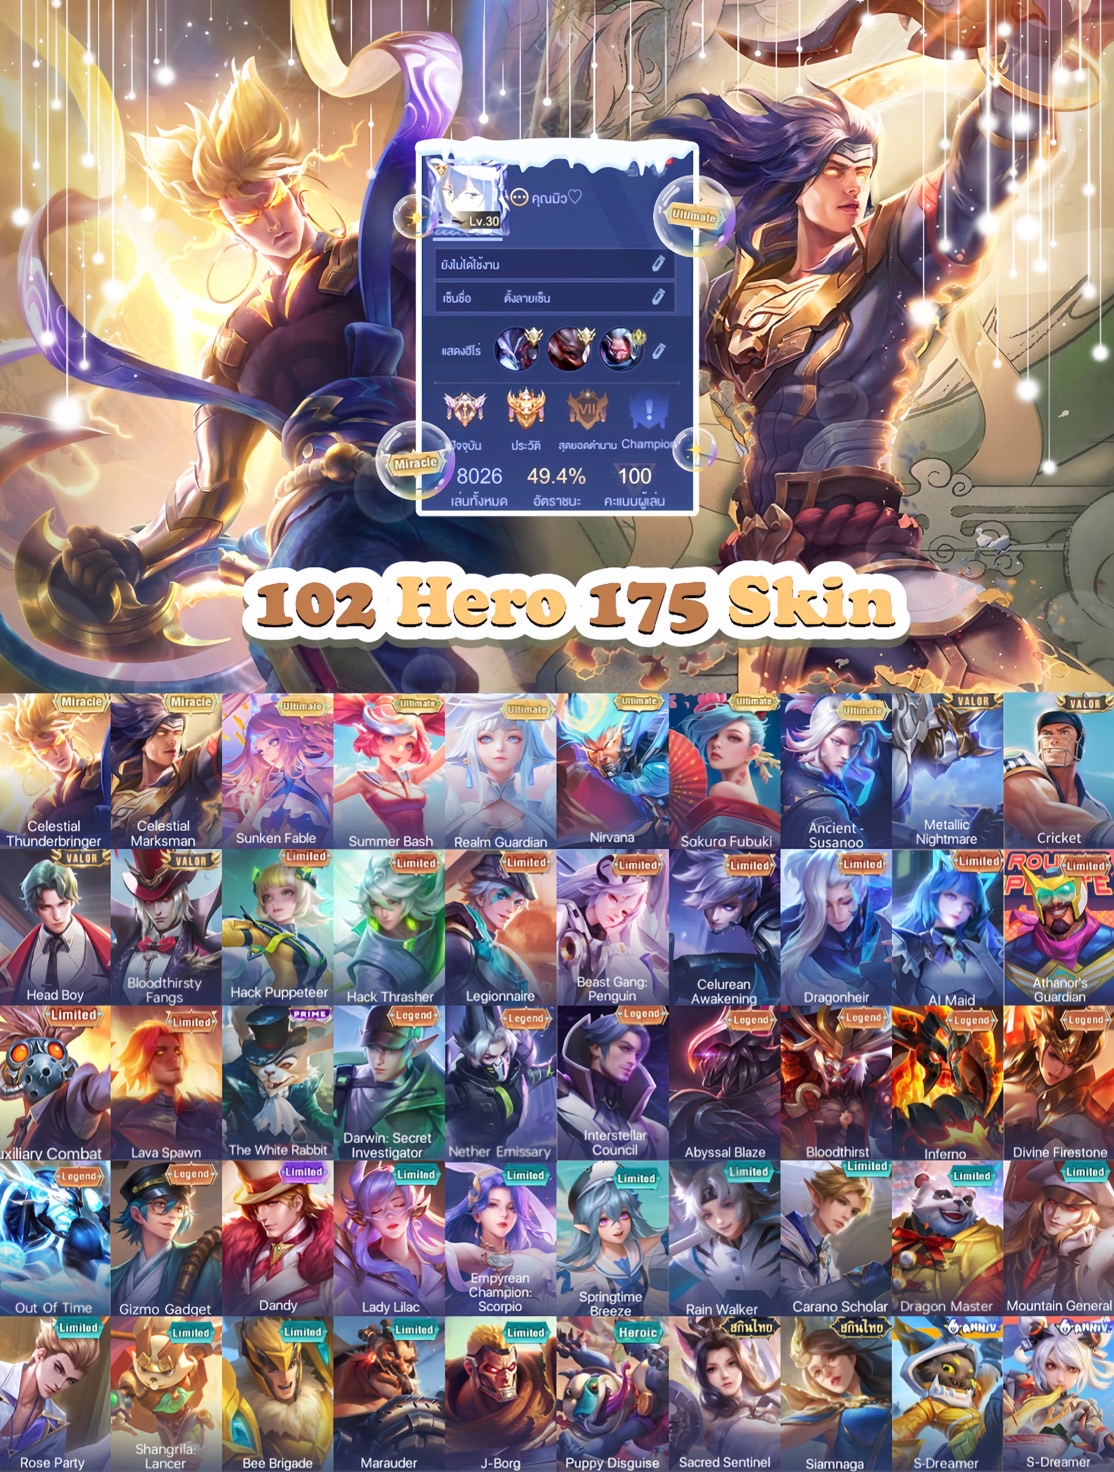 Lv.30
คุณมิว♡
Ultimate
ยังไม่ได้ใช้งาน
เซ็นชื่อ ตั้งลายเซ็น
แสดงฮีโร่
VII
ปัจจุบัน ประวัติ สุดยอดตำนาน Champion
Miracle
8026 49.4% 100
เล่นทั้งหมด อัตราชนะ คะแนนผู้เล่น
102 Hero 175 Skin
Miracle Miracle Ultimate Ultimate Ultimate Ultimate Ultimate Ultimate VALOR VALOR
Celestial Thunderbringer
Celestial Marksman
Sunken Fable
Summer Bash
Realm Guardian
Nirvana
Sakura Fubuki
Ancient - Susanoo
Metallic Nightmare
Cricket
VALOR VALOR Limited Limited Limited Limited Limited Limited Limited Limited
Head Boy
Bloodthirsty Fangs
Hack Puppeteer
Hack Thrasher
Legionnaire
Beast Gang: Penguin
Celurean Awakening
Dragonheir
AI Maid
Athanor's Guardian
Limited Limited PRIME Legend Legend Legend Legend Legend Legend Legend
uxiliary Combat
Lava Spawn
The White Rabbit
Darwin: Secret Investigator
Nether Emissary
Interstellar Council
Abyssal Blaze
Bloodthirst
Inferno
Divine Firestone
Legend Legend Limited Limited Limited Limited Limited Limited Limited Limited
Out Of Time
Gizmo Gadget
Dandy
Lady Lilac
Empyrean Champion: Scorpio
Springtime Breeze
Rain Walker
Carano Scholar
Dragon Master
Mountain General
Limited Limited Limited Limited Limited Heroic สกินไทย สกินไทย ANNIV. ANNIV.
Rose Party
Shangrila: Lancer
Bee Brigade
Marauder
J-Borg
Puppy Disguise
Sacred Sentinel
Siamnaga
S-Dreamer
S-Dreamer